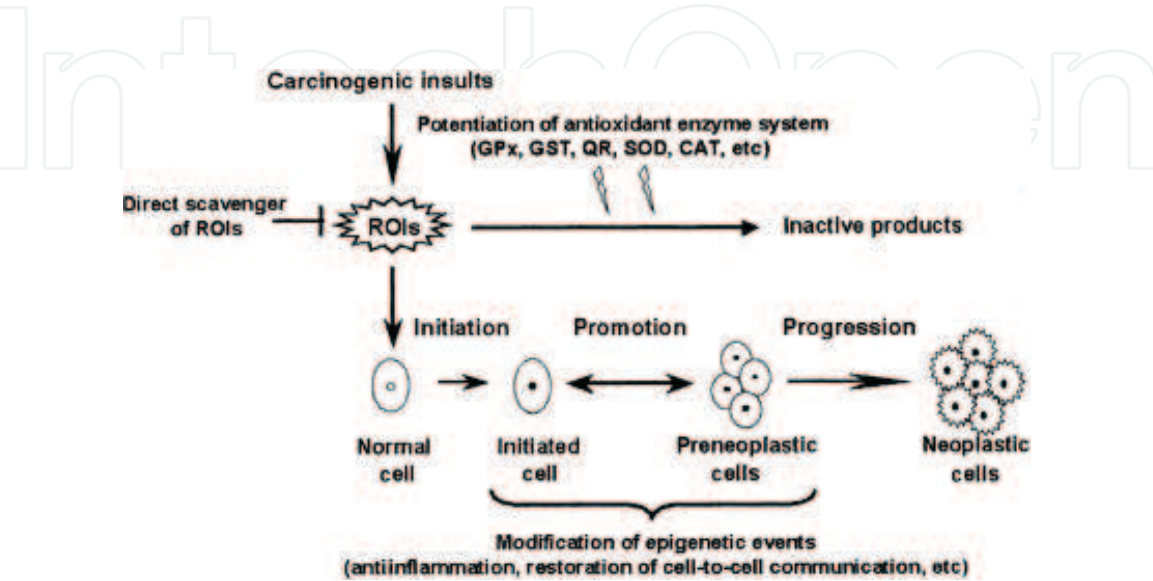 IntechOpen
Carcinogenic insults
Potentiation of antioxidant enzyme system
(GPx, GST, QR, SOD, CAT, etc)
Direct scavenger
of ROIs
ROIs
Inactive products
Initiation
Promotion
Progression
Normal
cell
Initiated
cell
Preneoplastic
cells
Neoplastic
cells
Modification of epigenetic events
(antiinflammation, restoration of cell-to-cell communication, etc)